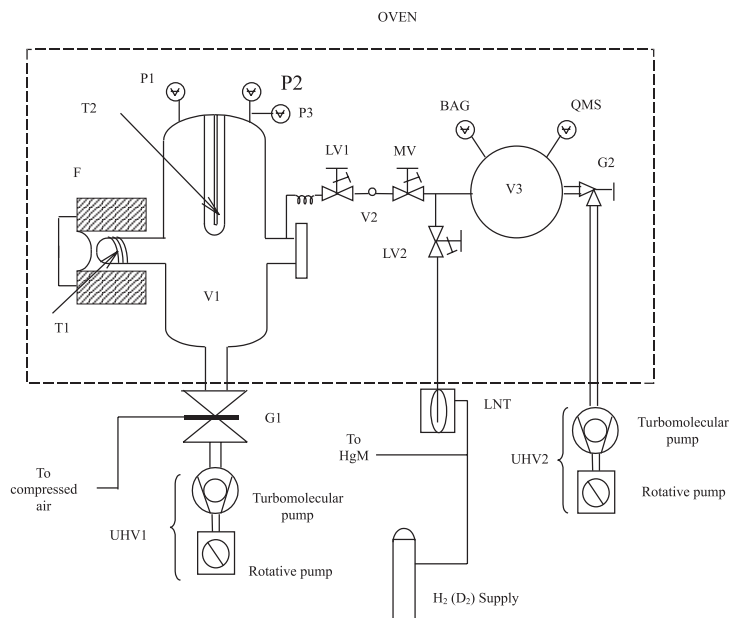 OVEN
P1
P2
P3
T2
BAG
QMS
LV1
MV
G2
F
V3
V2
LV2
V1
T1
G1
LNT
To
HgM
Turbomolecular
pump
UHV2
Rotative pump
To
compressed
air
Turbomolecular
pump
UHV1
Rotative pump
H₂ (D₂) Supply